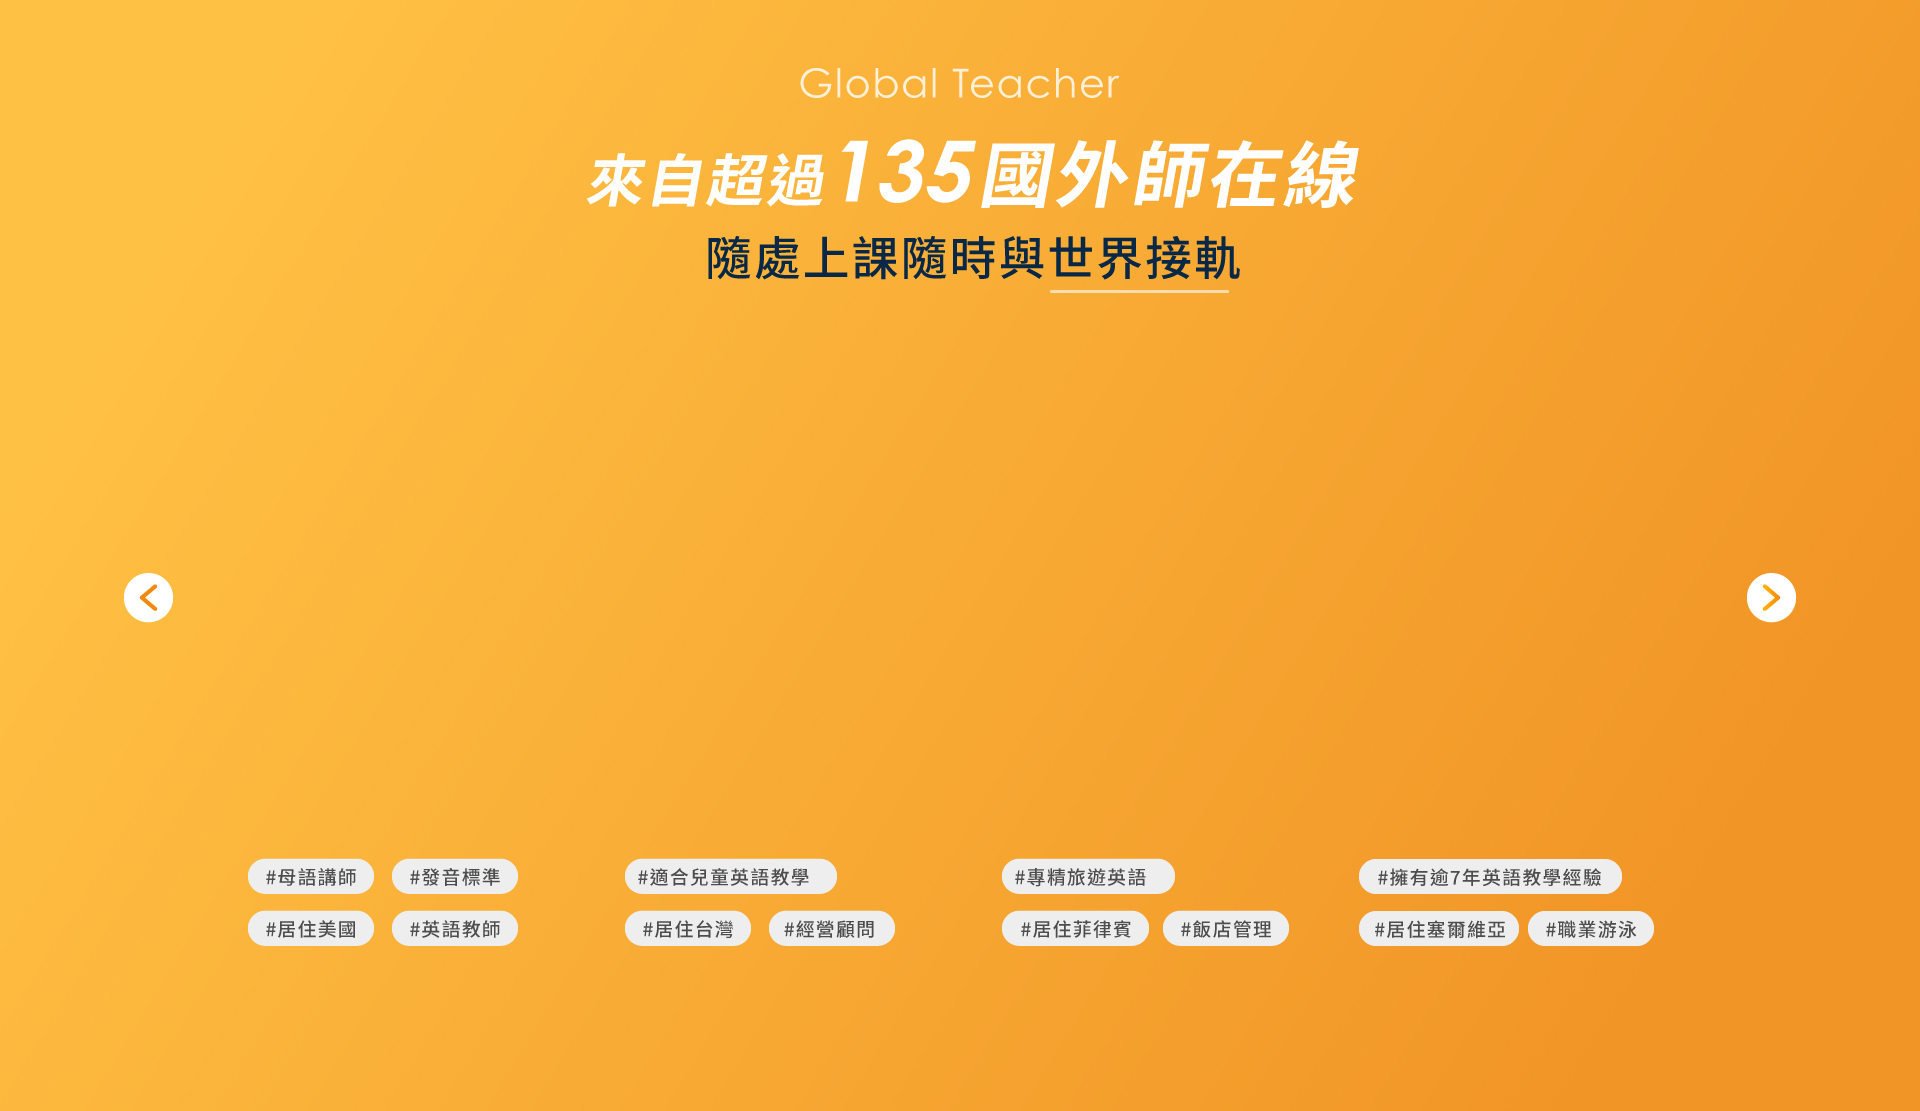 Global Teacher
來自超過135國外師在線
隨處上課隨時與世界接軌
#母語講師 #發音標準
#居住美國 #英語教師
#適合兒童英語教學
#居住台灣 #經營顧問
#專精旅遊英語
#居住菲律賓 #飯店管理
#擁有逾7年英語教學經驗
#居住塞爾維亞 #職業游泳